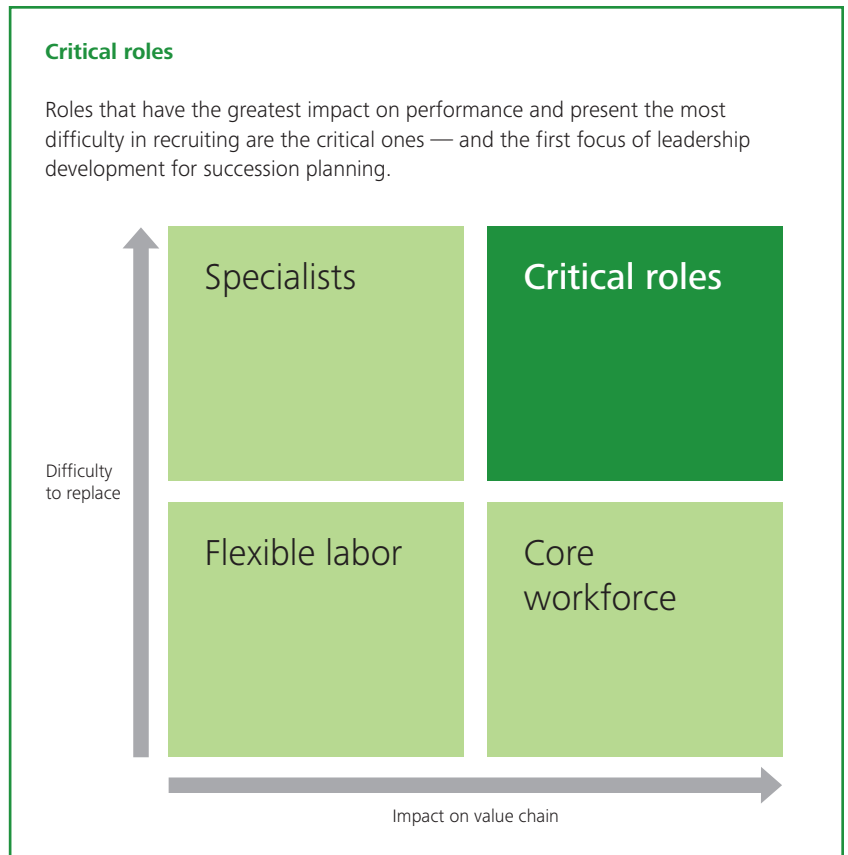 Critical roles
Roles that have the greatest impact on performance and present the most
difficulty in recruiting are the critical ones — and the first focus of leadership
development for succession planning.
Specialists
Critical roles
Difficulty
to replace
Flexible labor
Core
workforce
Impact on value chain